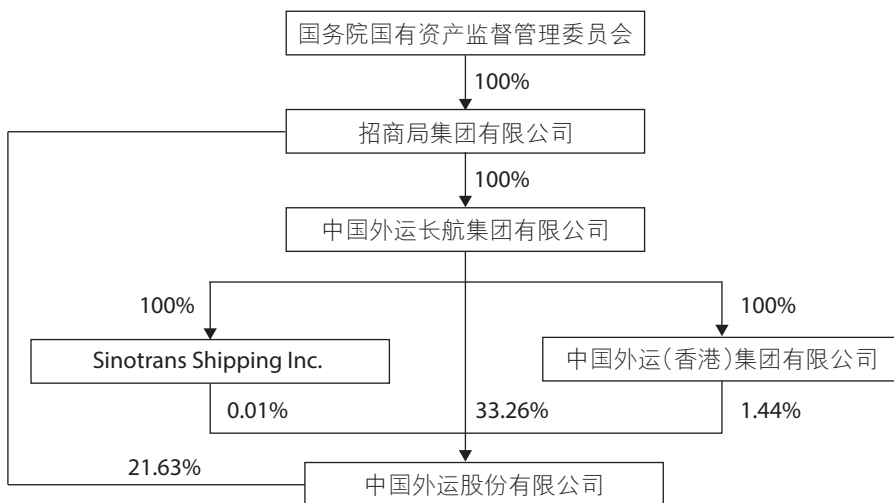 国务院国有资产监督管理委员会
100%
招商局集团有限公司
100%
中国外运长航集团有限公司
100%
100%
Sinotrans Shipping Inc.
中国外运(香港)集团有限公司
0.01%
33.26%
1.44%
21.63%
中国外运股份有限公司